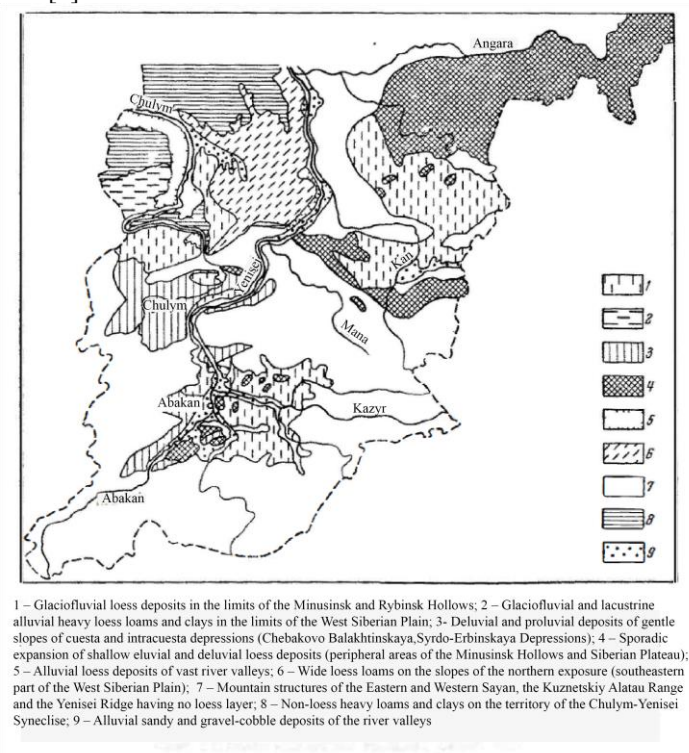 Angara
Chulym
Yenisei
Kan
Chulym
Mana
Abakan
Kazyr
Abakan
1
2
3
4
5
6
7
8
9
1 – Glaciofluvial loess deposits in the limits of the Minusinsk and Rybinsk Hollows; 2 – Glaciofluvial and lacustrine
alluvial heavy loess loams and clays in the limits of the West Siberian Plain; 3- Deluvial and proluvial deposits of gentle
slopes of cuesta and intracuesta depressions (Chebakovo Balakhtinskaya,Syrdo-Erbinskaya Depressions); 4 – Sporadic
expansion of shallow eluvial and deluvial loess deposits (peripheral areas of the Minusinsk Hollows and Siberian Plateau);
5 – Alluvial loess deposits of vast river valleys; 6 – Wide loess loams on the slopes of the northern exposure (southeastern
part of the West Siberian Plain); 7 – Mountain structures of the Eastern and Western Sayan, the Kuznetskiy Alatau Range
and the Yenisei Ridge having no loess layer; 8 – Non-loess heavy loams and clays on the territory of the Chulym-Yenisei
Syneclise; 9 – Alluvial sandy and gravel-cobble deposits of the river valleys